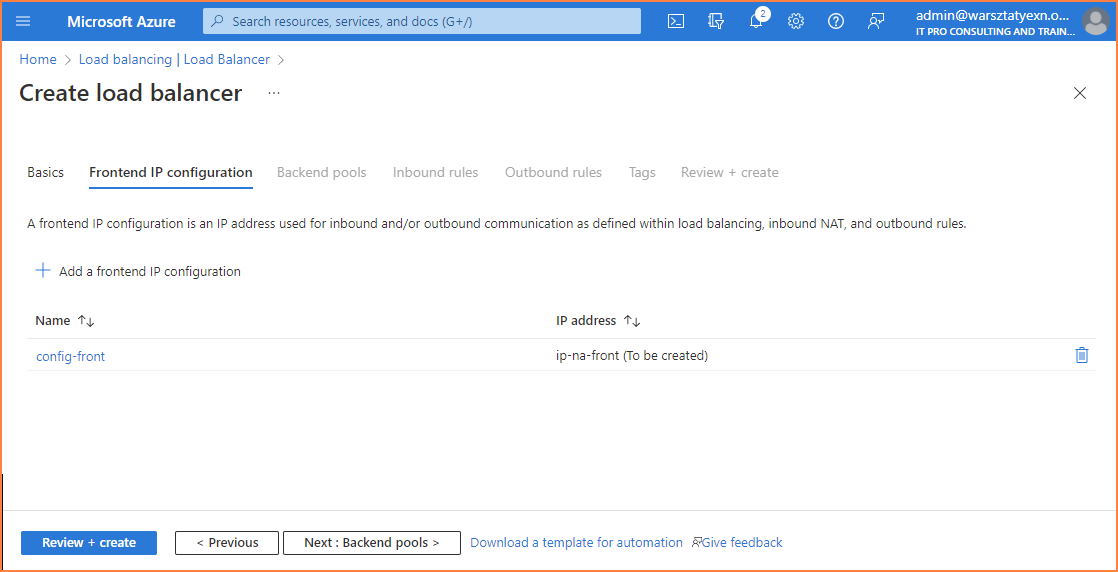 Microsoft Azure
Search resources, services, and docs (G+/)
2
admin@warsztatyexn.o...
IT PRO CONSULTING AND TRAIN...
Home > Load balancing | Load Balancer >
Create load balancer ...
Basics Frontend IP configuration Backend pools Inbound rules Outbound rules Tags Review + create
A frontend IP configuration is an IP address used for inbound and/or outbound communication as defined within load balancing, inbound NAT, and outbound rules.
+ Add a frontend IP configuration
Name ↑↓ IP address ↑↓
config-front ip-na-front (To be created)
Review + create < Previous Next : Backend pools > Download a template for automation Give feedback